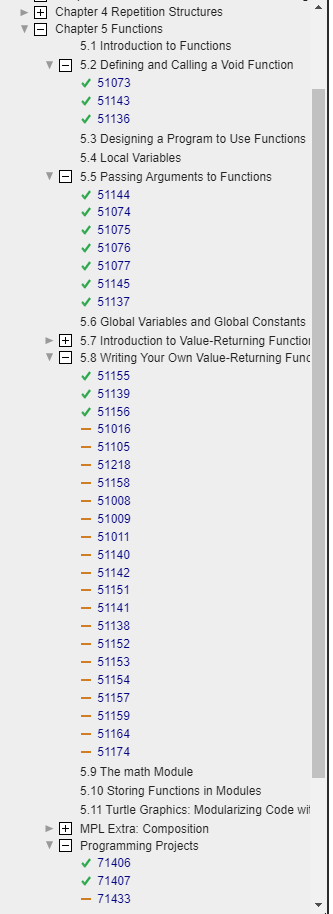 Chapter 4 Repetition Structures
Chapter 5 Functions
5.1 Introduction to Functions
5.2 Defining and Calling a Void Function
51073
51143
51136
5.3 Designing a Program to Use Functions
5.4 Local Variables
5.5 Passing Arguments to Functions
51144
51074
51075
51076
51077
51145
51137
5.6 Global Variables and Global Constants
5.7 Introduction to Value-Returning Function
5.8 Writing Your Own Value-Returning Func
51155
51139
51156
51016
51105
51218
51158
51008
51009
51011
51140
51142
51151
51141
51138
51152
51153
51154
51157
51159
51164
51174
5.9 The math Module
5.10 Storing Functions in Modules
5.11 Turtle Graphics: Modularizing Code wit
MPL Extra: Composition
Programming Projects
71406
71407
71433